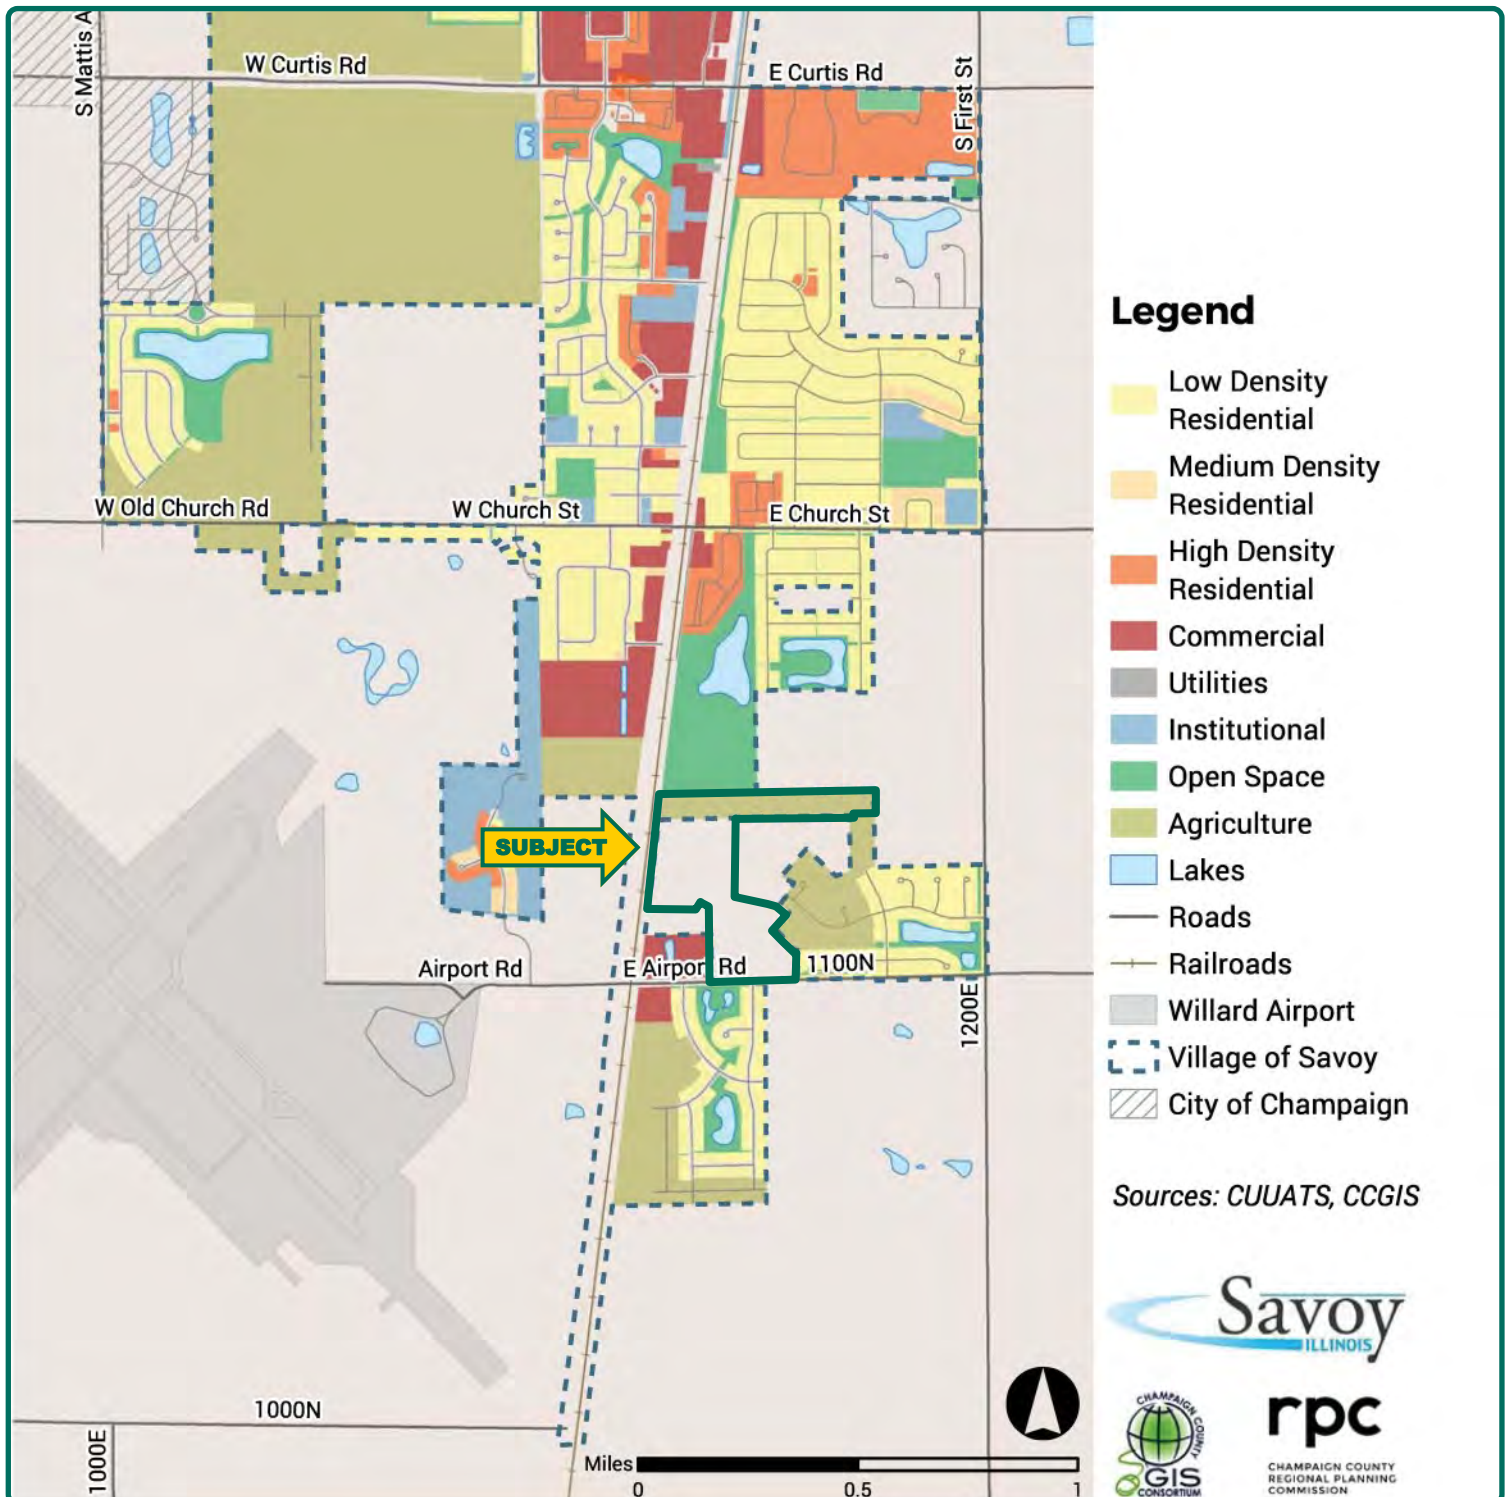 S Mattis A
W Curtis Rd
E Curtis Rd
S First St
W Old Church Rd
W Church St
E Church St
SUBJECT
Airport Rd
E Airport Rd
1100N
1200E
1000N
1000E
Miles
0
0.5
1
Legend
Low Density
Residential
Medium Density
Residential
High Density
Residential
Commercial
Utilities
Institutional
Open Space
Agriculture
Lakes
Roads
Railroads
Willard Airport
Village of Savoy
City of Champaign
Sources: CUUATS, CCGIS
Savoy
ILLINOIS
CHAMPAIGN COUNTY
GIS
CONSORTIUM
rpc
CHAMPAIGN COUNTY
REGIONAL PLANNING
COMMISSION